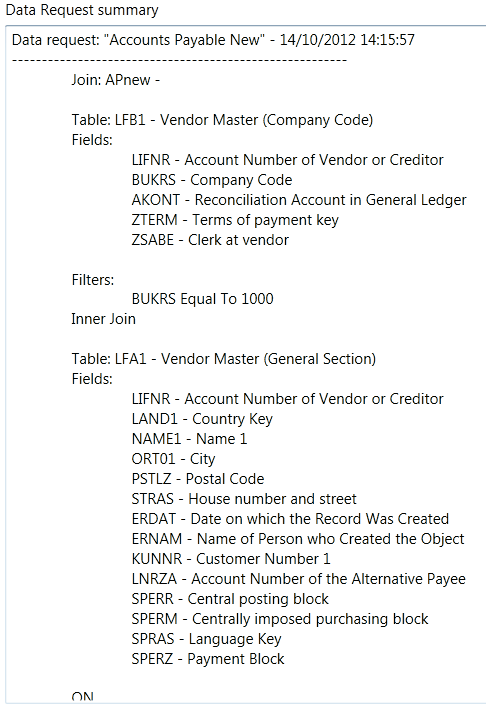 Data Request summary
Data request: "Accounts Payable New" - 14/10/2012 14:15:57
--------------------------------------------------------
Join: APnew -
Table: LFB1 - Vendor Master (Company Code)
Fields:
LIFNR - Account Number of Vendor or Creditor
BUKRS - Company Code
AKONT - Reconciliation Account in General Ledger
ZTERM - Terms of payment key
ZSABE - Clerk at vendor
Filters:
BUKRS Equal To 1000
Inner Join
Table: LFA1 - Vendor Master (General Section)
Fields:
LIFNR - Account Number of Vendor or Creditor
LAND1 - Country Key
NAME1 - Name 1
ORT01 - City
PSTLZ - Postal Code
STRAS - House number and street
ERDAT - Date on which the Record Was Created
ERNAM - Name of Person who Created the Object
KUNNR - Customer Number 1
LNRZA - Account Number of the Alternative Payee
SPERR - Central posting block
SPERM - Centrally imposed purchasing block
SPRAS - Language Key
SPERZ - Payment Block
ON